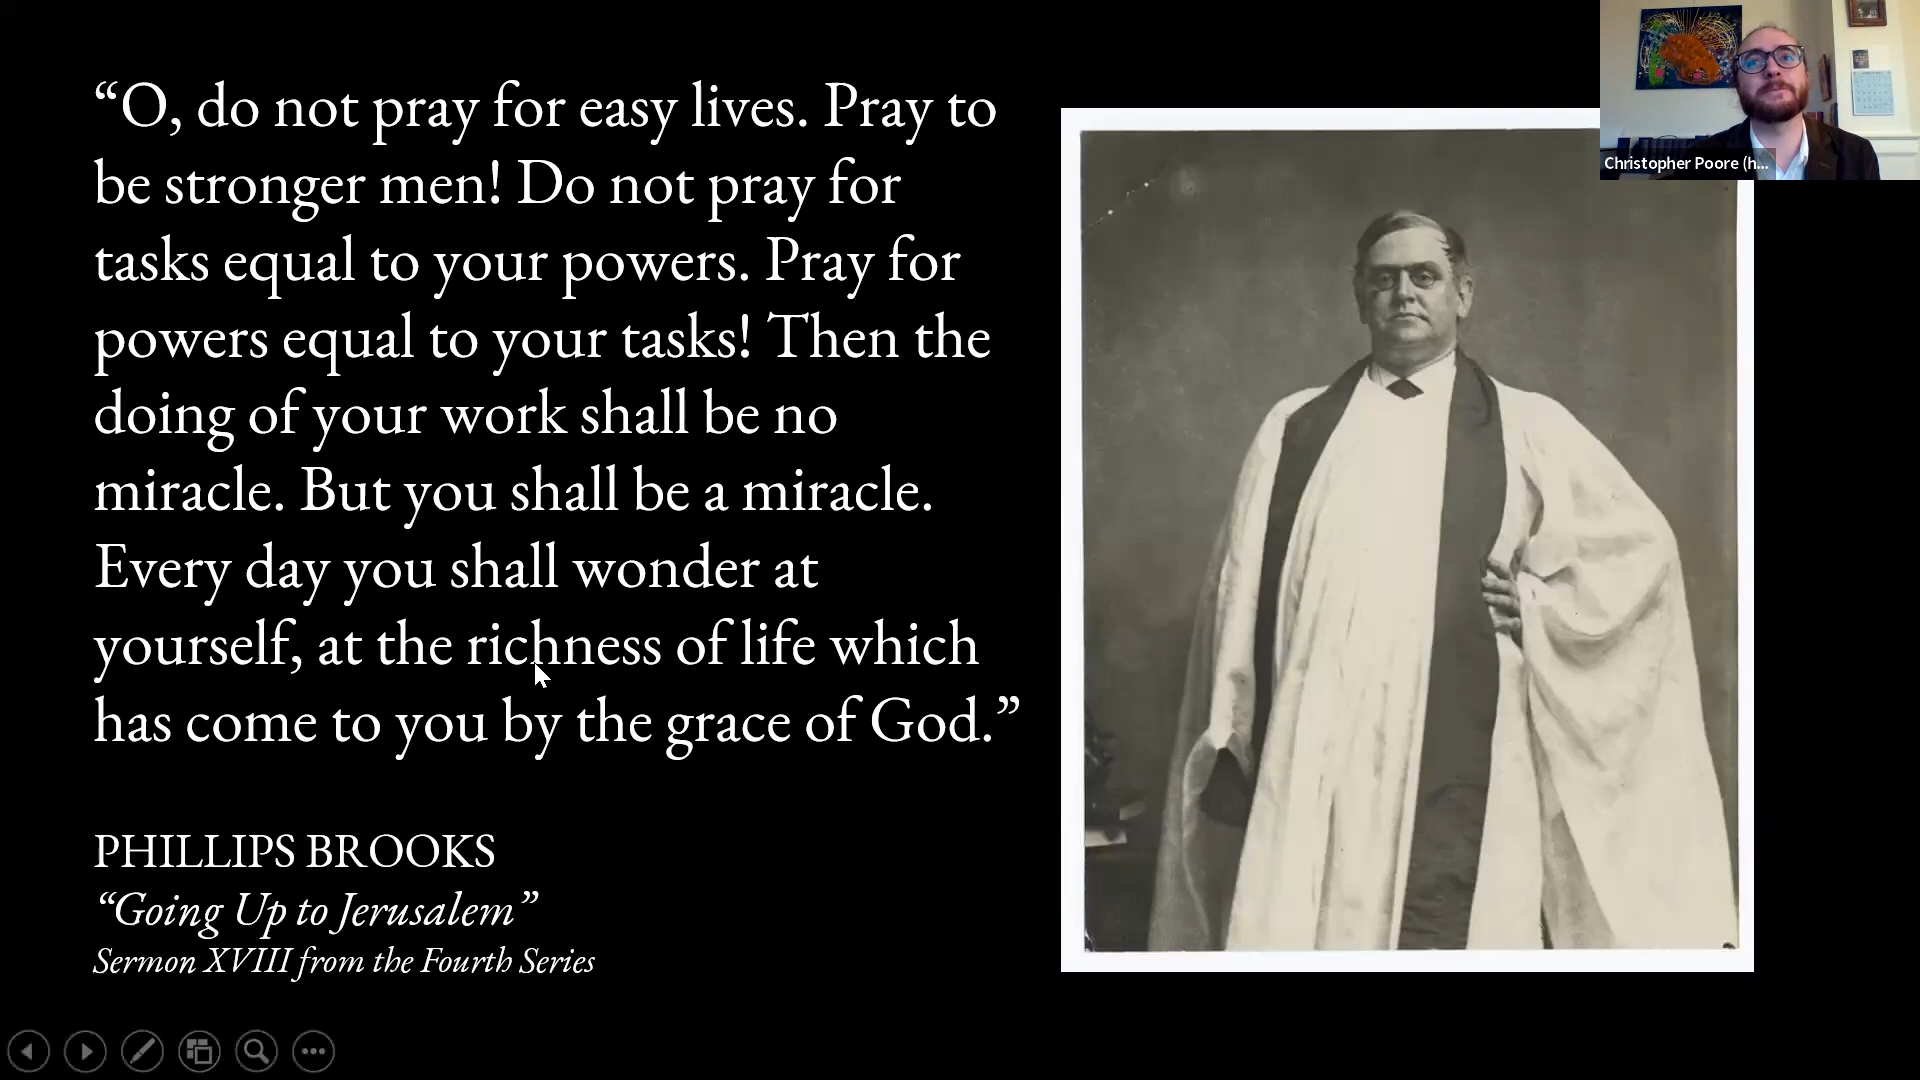 “O, do not pray for easy lives. Pray to
be stronger men! Do not pray for
tasks equal to your powers. Pray for
powers equal to your tasks! Then the
doing of your work shall be no
miracle. But you shall be a miracle.
Every day you shall wonder at
yourself, at the richness of life which
has come to you by the grace of God.”
PHILLIPS BROOKS
“Going Up to Jerusalem”
Sermon XVIII from the Fourth Series
Christopher Poore (h...